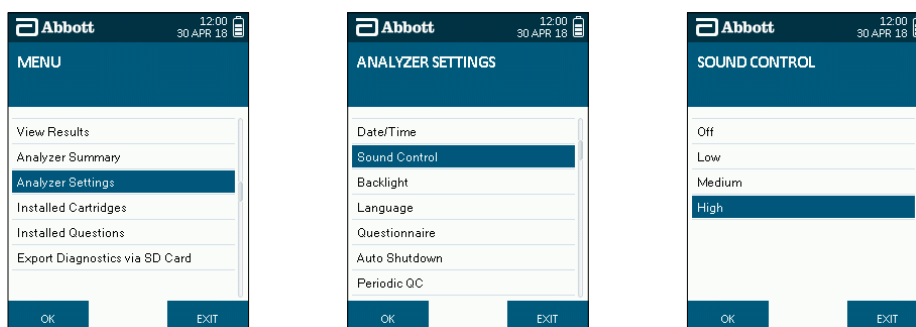 Abbott
12:00
30 APR 18
MENU
View Results
Analyzer Summary
Analyzer Settings
Installed Cartridges
Installed Questions
Export Diagnostics via SD Card
OK
EXIT
Abbott
12:00
30 APR 18
ANALYZER SETTINGS
Date/Time
Sound Control
Backlight
Language
Questionnaire
Auto Shutdown
Periodic QC
OK
EXIT
Abbott
12:00
30 APR 18
SOUND CONTROL
Off
Low
Medium
High
OK
EXIT